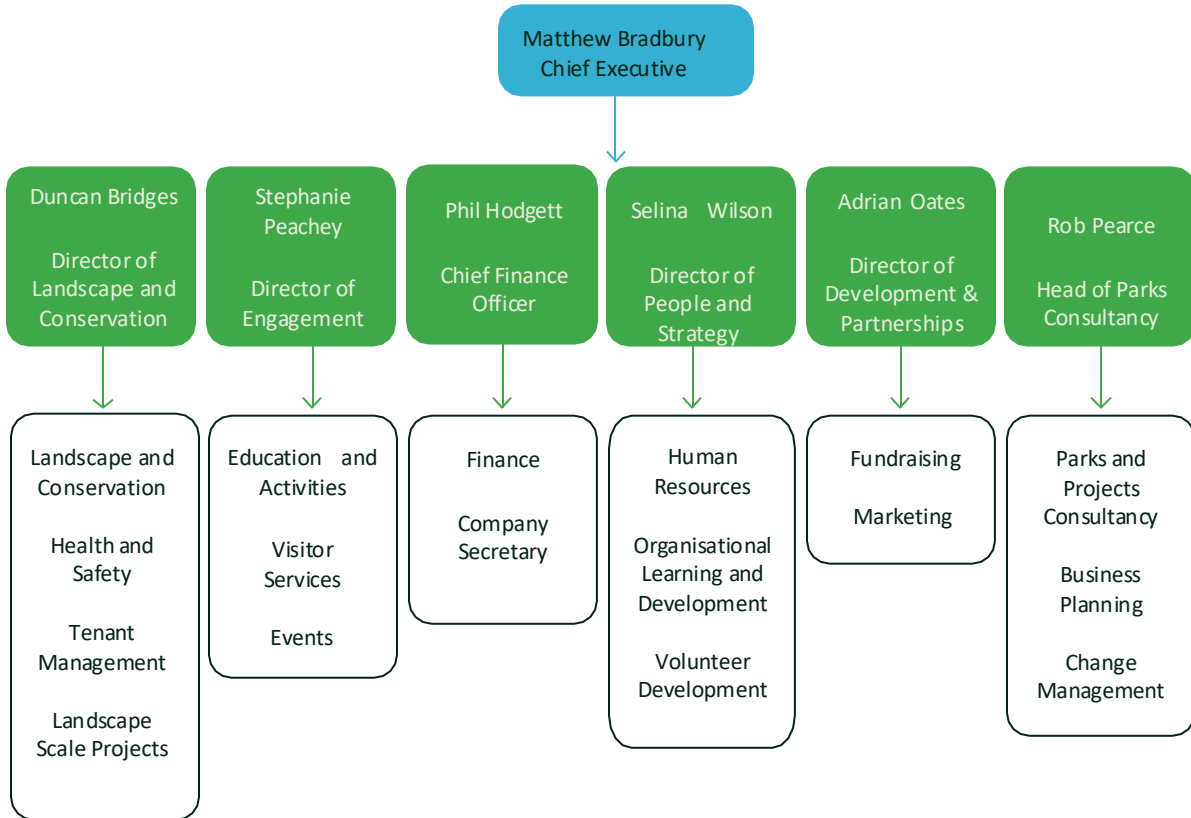 Matthew Bradbury
Chief Executive
Duncan Bridges
Director of
Landscape and
Conservation
Stephanie
Peachey
Director of
Engagement
Phil Hodgett
Chief Finance
Officer
Selina Wilson
Director of
People and
Strategy
Adrian Oates
Director of
Development &
Partnerships
Rob Pearce
Head of Parks
Consultancy
Landscape and
Conservation
Health and
Safety
Tenant
Management
Landscape
Scale Projects
Education and
Activities
Visitor
Services
Events
Finance
Company
Secretary
Human
Resources
Organisational
Learning and
Development
Volunteer
Development
Fundraising
Marketing
Parks and
Projects
Consultancy
Business
Planning
Change
Management